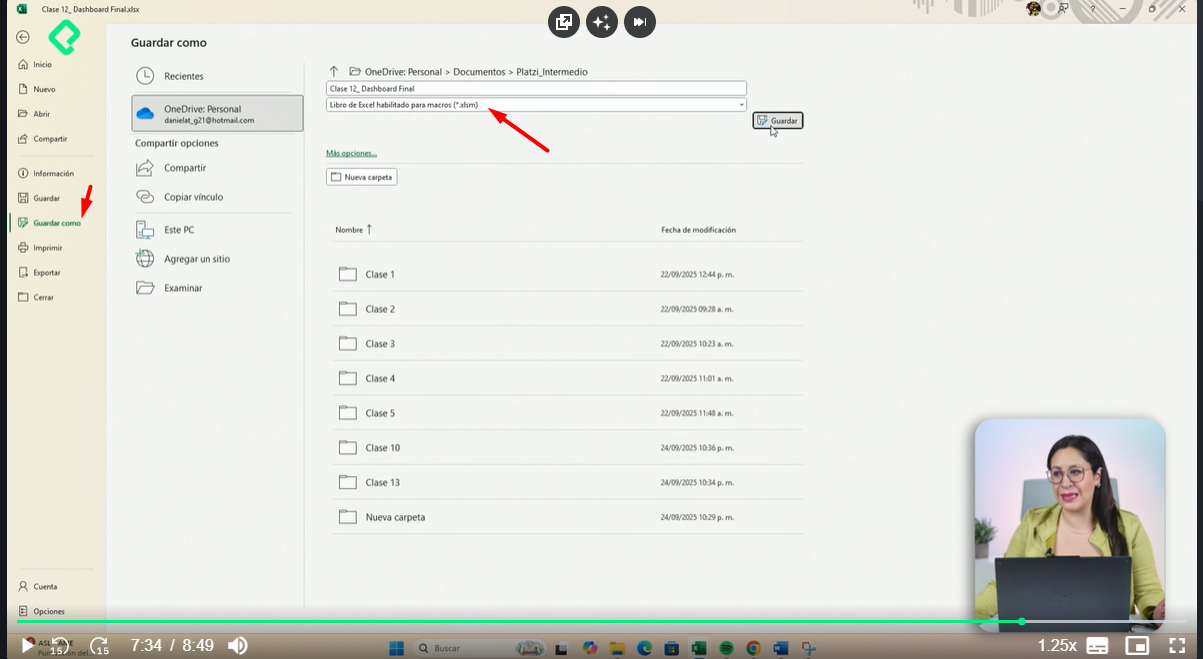 Clase 12_ Dashboard Final.xlsx
?
Guardar como
Inicio
Nuevo
Abrir
Compartir
Información
Guardar
Guardar como
Imprimir
Exportar
Cerrar
Cuenta
Opciones
Recientes
OneDrive: Personal
danielat_g21@hotmail.com
Compartir opciones
Compartir
Copiar vínculo
Este PC
Agregar un sitio
Examinar
OneDrive: Personal > Documentos > Platzi_Intermedio
Clase 12_ Dashboard Final
Libro de Excel habilitado para macros (*.xlsm)
Guardar
Más opciones...
Nueva carpeta
Nombre ↑ Fecha de modificación
Clase 1 22/09/2025 12:44 p. m.
Clase 2 22/09/2025 09:28 a. m.
Clase 3 22/09/2025 10:23 a. m.
Clase 4 22/09/2025 11:01 a. m.
Clase 5 22/09/2025 11:48 a. m.
Clase 10 24/09/2025 10:36 p. m.
Clase 13 24/09/2025 10:34 p. m.
Nueva carpeta 24/09/2025 10:29 p. m.
15 15 7:34 / 8:49
Buscar
1.25x